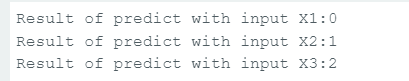 Result of predict with input X1:0
Result of predict with input X2:1
Result of predict with input X3:2